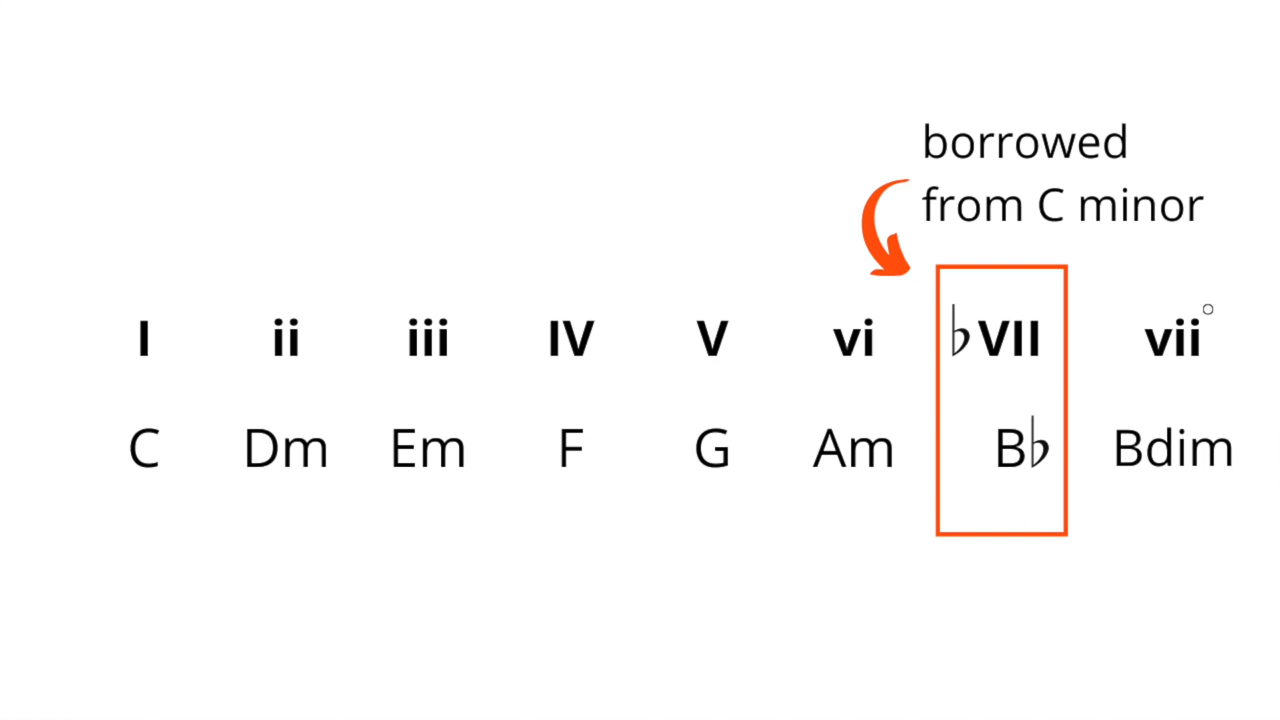 borrowed
from C minor
I ii iii IV V vi ♭VII vii°
C Dm Em F G Am B♭ Bdim